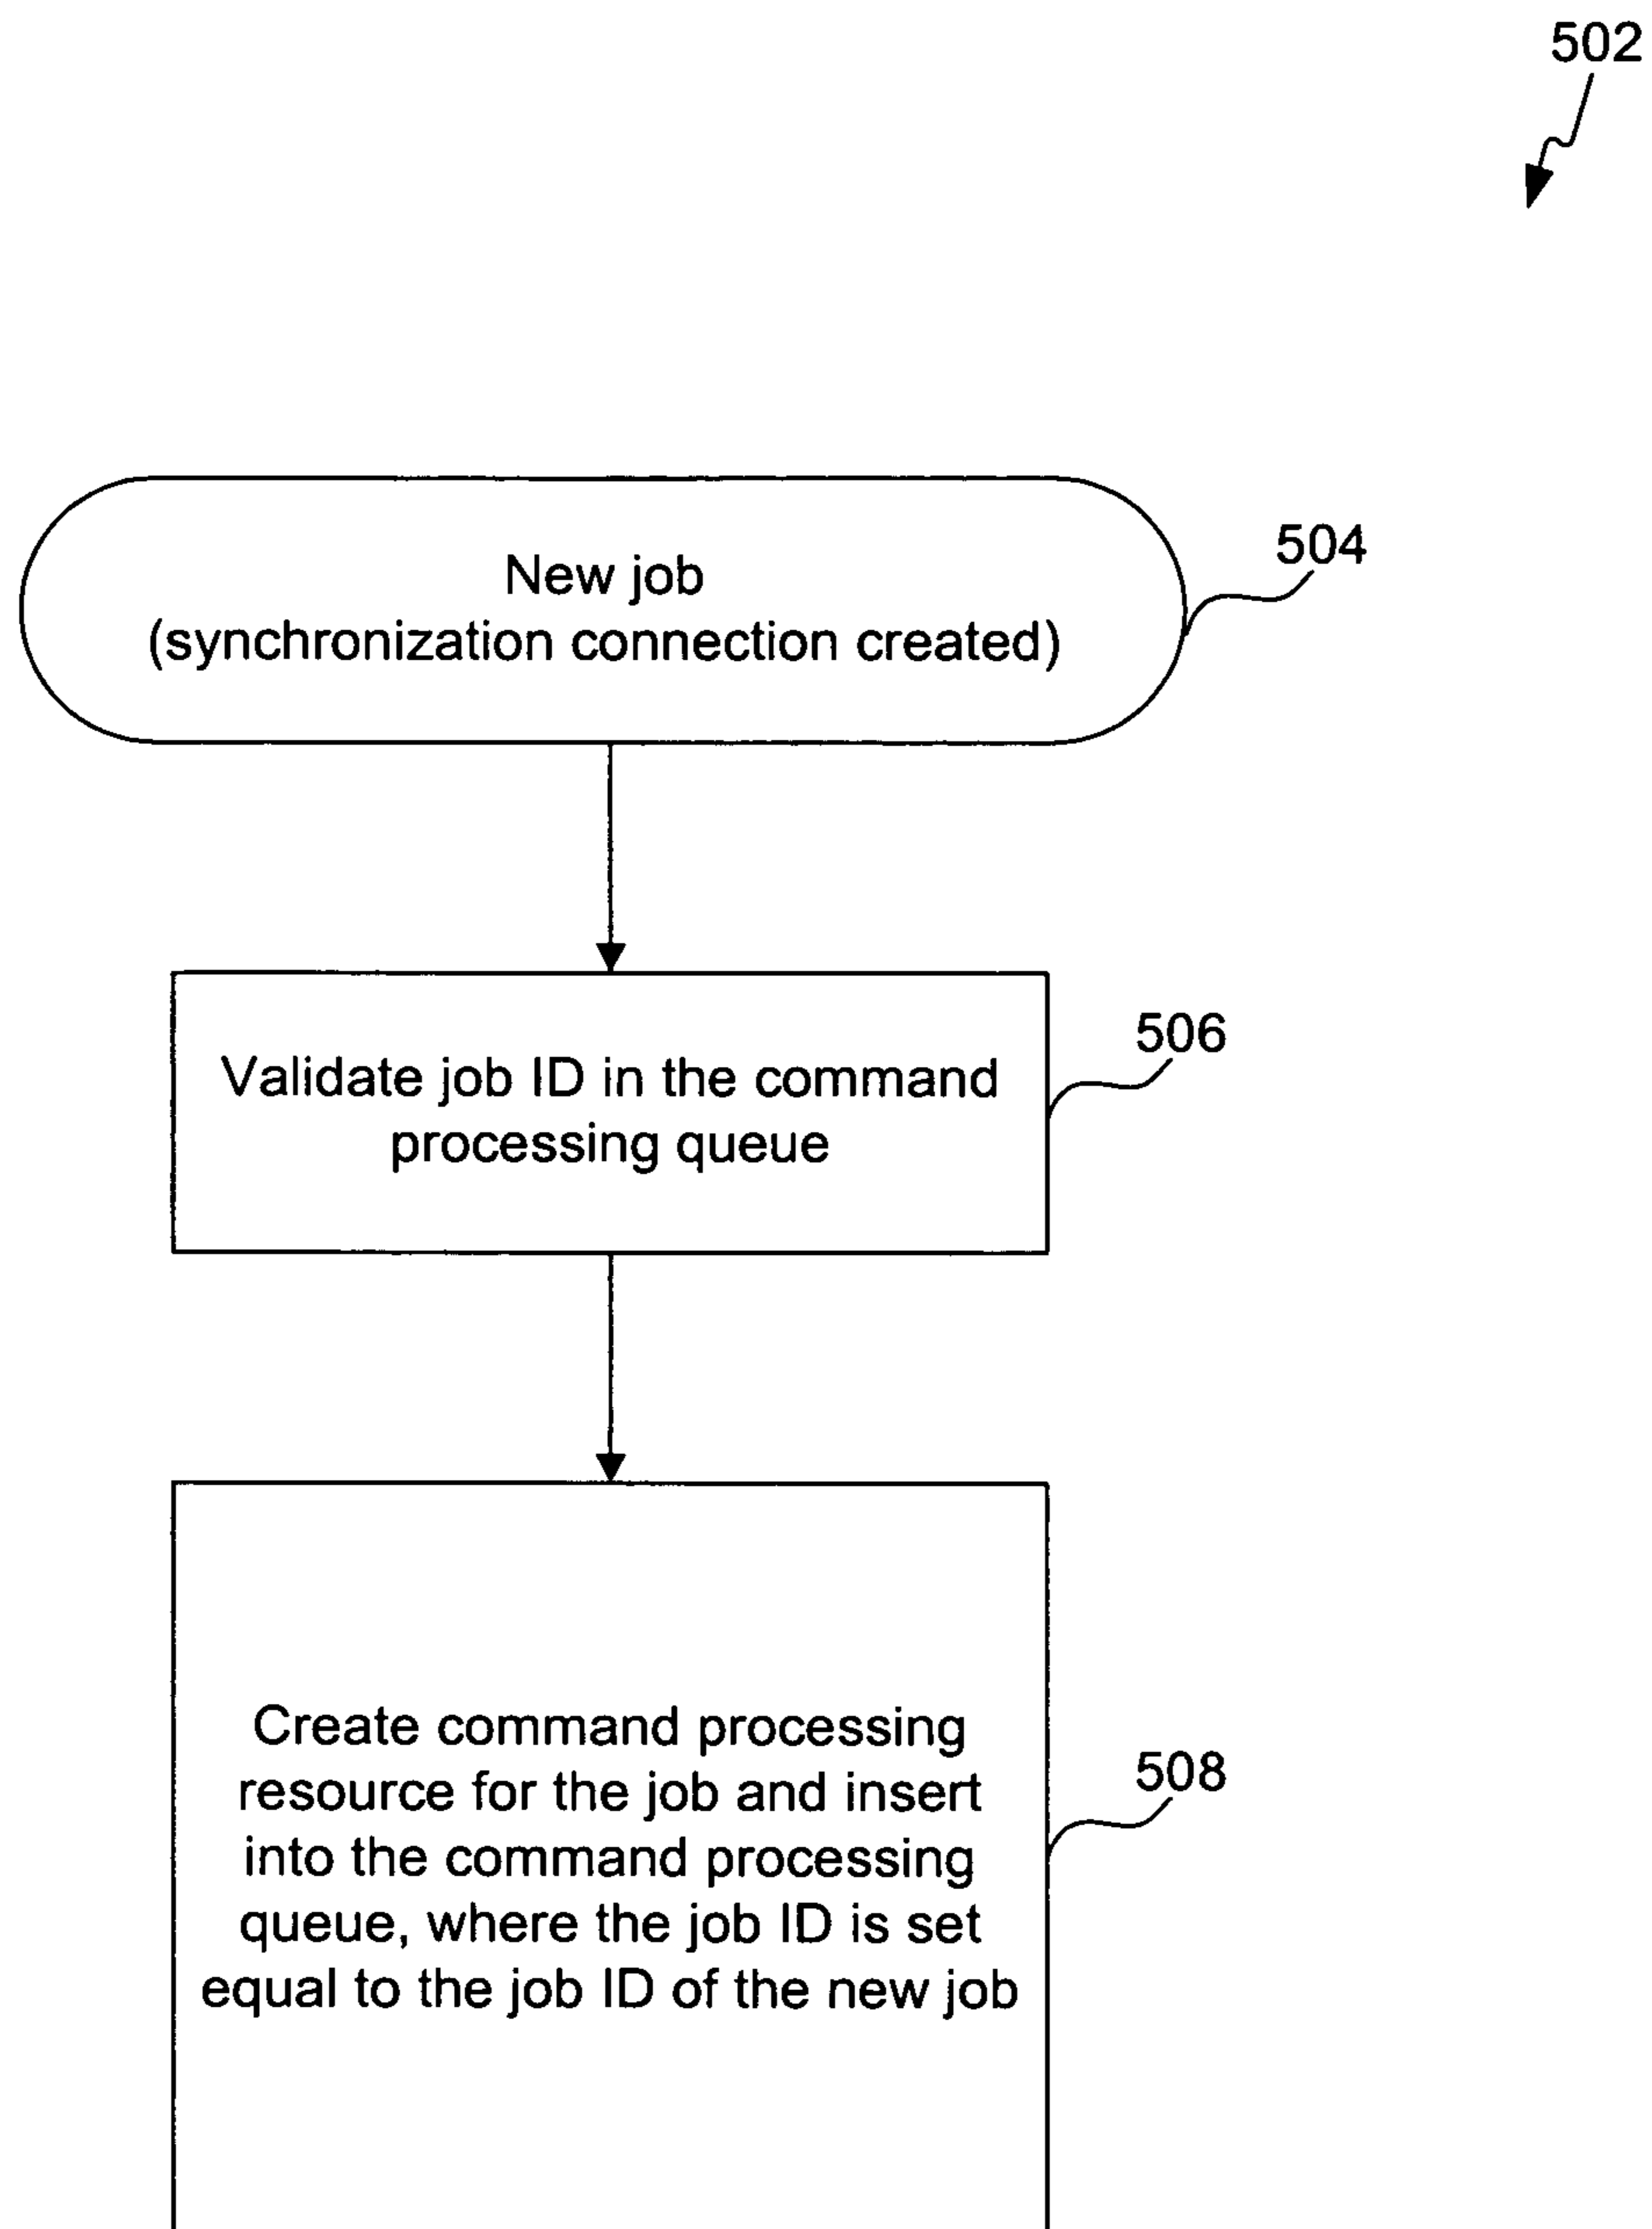 502
New job
(synchronization connection created)
504
Validate job ID in the command
processing queue
506
Create command processing
resource for the job and insert
into the command processing
queue, where the job ID is set
equal to the job ID of the new job
508